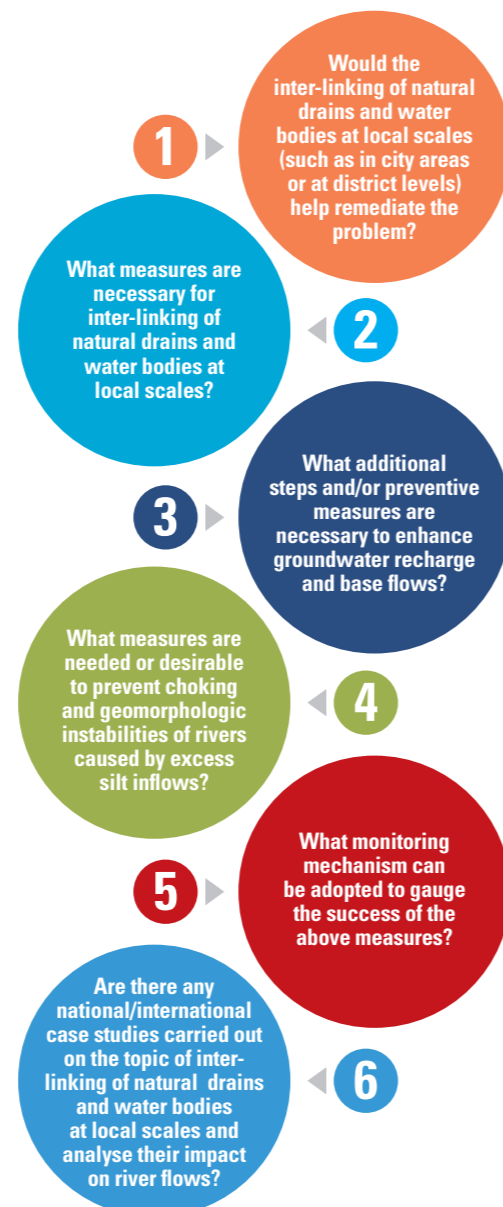 1
Would the
inter-linking of natural
drains and water
bodies at local scales
(such as in city areas
or at district levels)
help remediate the
problem?
2
What measures are
necessary for
inter-linking of
natural drains and
water bodies at
local scales?
3
What additional
steps and/or preventive
measures are
necessary to enhance
groundwater recharge
and base flows?
4
What measures are
needed or desirable
to prevent choking
and geomorphologic
instabilities of rivers
caused by excess
silt inflows?
5
What monitoring
mechanism can
be adopted to gauge
the success of the
above measures?
6
Are there any
national/international
case studies carried out
on the topic of inter-
linking of natural drains
and water bodies
at local scales and
analyse their impact
on river flows?